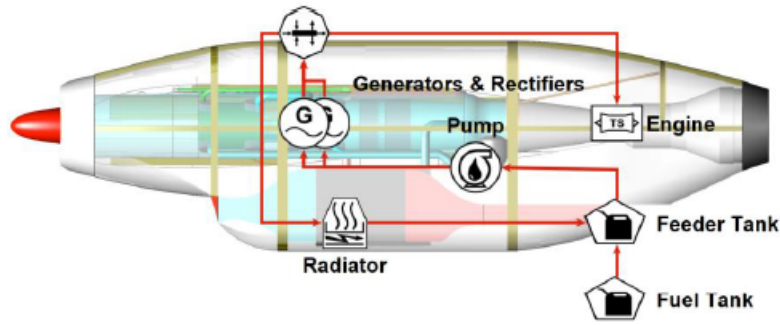 Generators & Rectifiers
G G
Pump
TS
Engine
Feeder Tank
Radiator
Fuel Tank